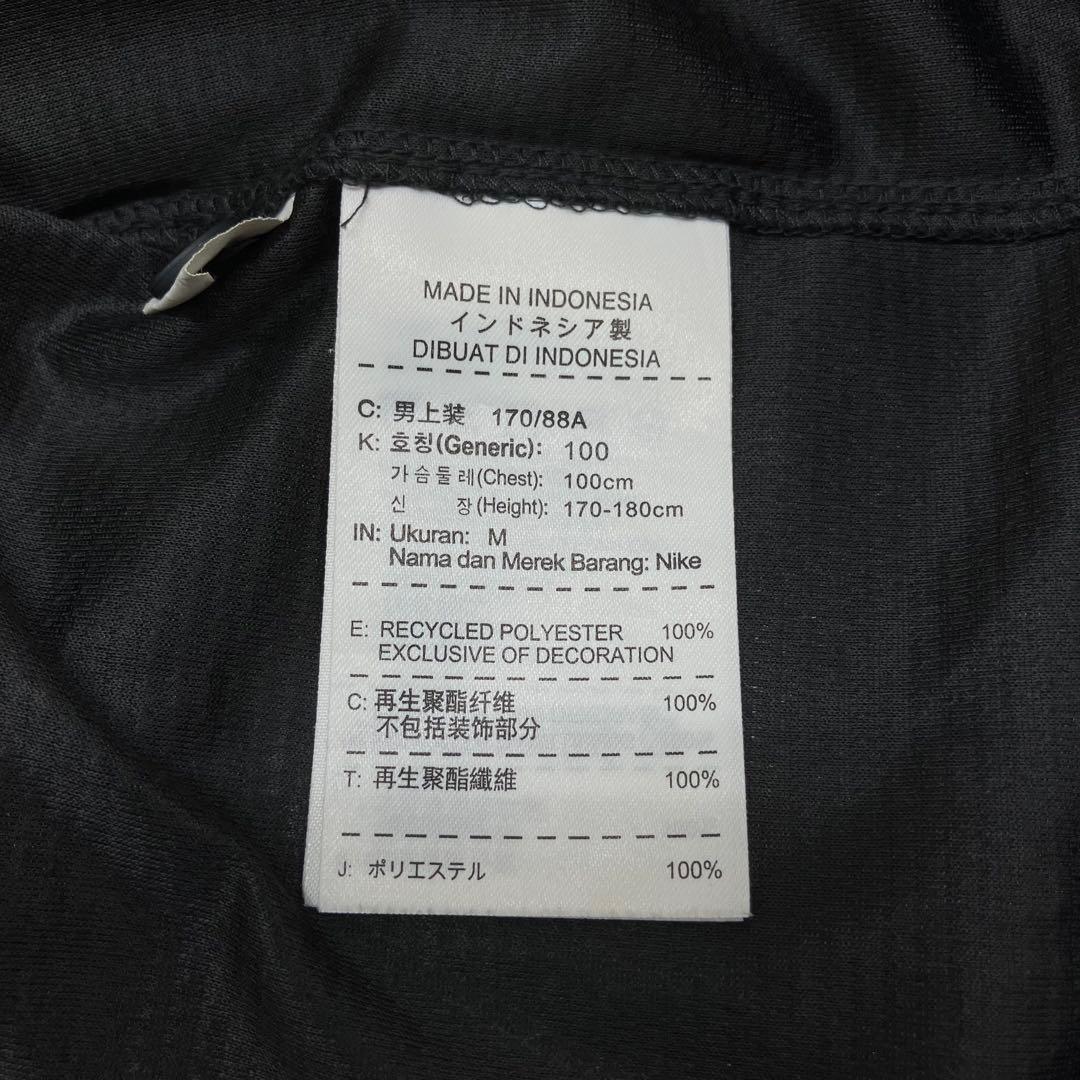 MADE IN INDONESIA
インドネシア製
DIBUAT DI INDONESIA
C: 男上装 170/88A
K: 호칭(Generic): 100
가슴둘레(Chest): 100cm
신 장(Height): 170-180cm
IN: Ukuran: M
Nama dan Merek Barang: Nike
E: RECYCLED POLYESTER 100%
EXCLUSIVE OF DECORATION
C: 再生聚酯纤维 100%
不包括装饰部分
T: 再生聚酯纖維 100%
J: ポリエステル 100%